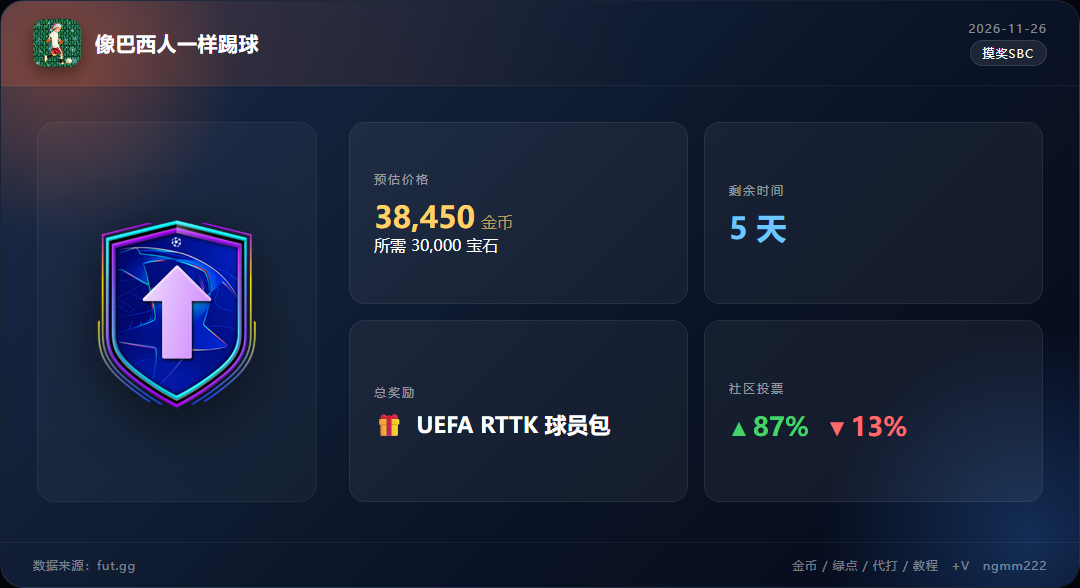 像巴西人一样踢球
2026-11-26
摸奖SBC
预估价格
38,450 金币
所需 30,000 宝石
剩余时间
5 天
总奖励
UEFA RTTK 球员包
社区投票
▲87% ▼13%
数据来源：fut.gg
金币 / 绿点 / 代打 / 教程 +V ngmm222